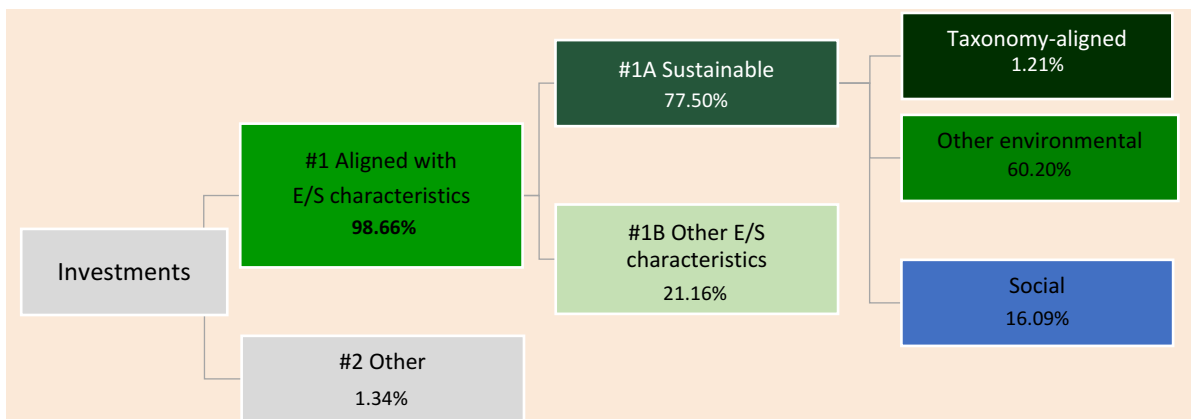 Investments
#1 Aligned with
E/S characteristics
98.66%
#2 Other
1.34%
#1A Sustainable
77.50%
#1B Other E/S
characteristics
21.16%
Taxonomy-aligned
1.21%
Other environmental
60.20%
Social
16.09%